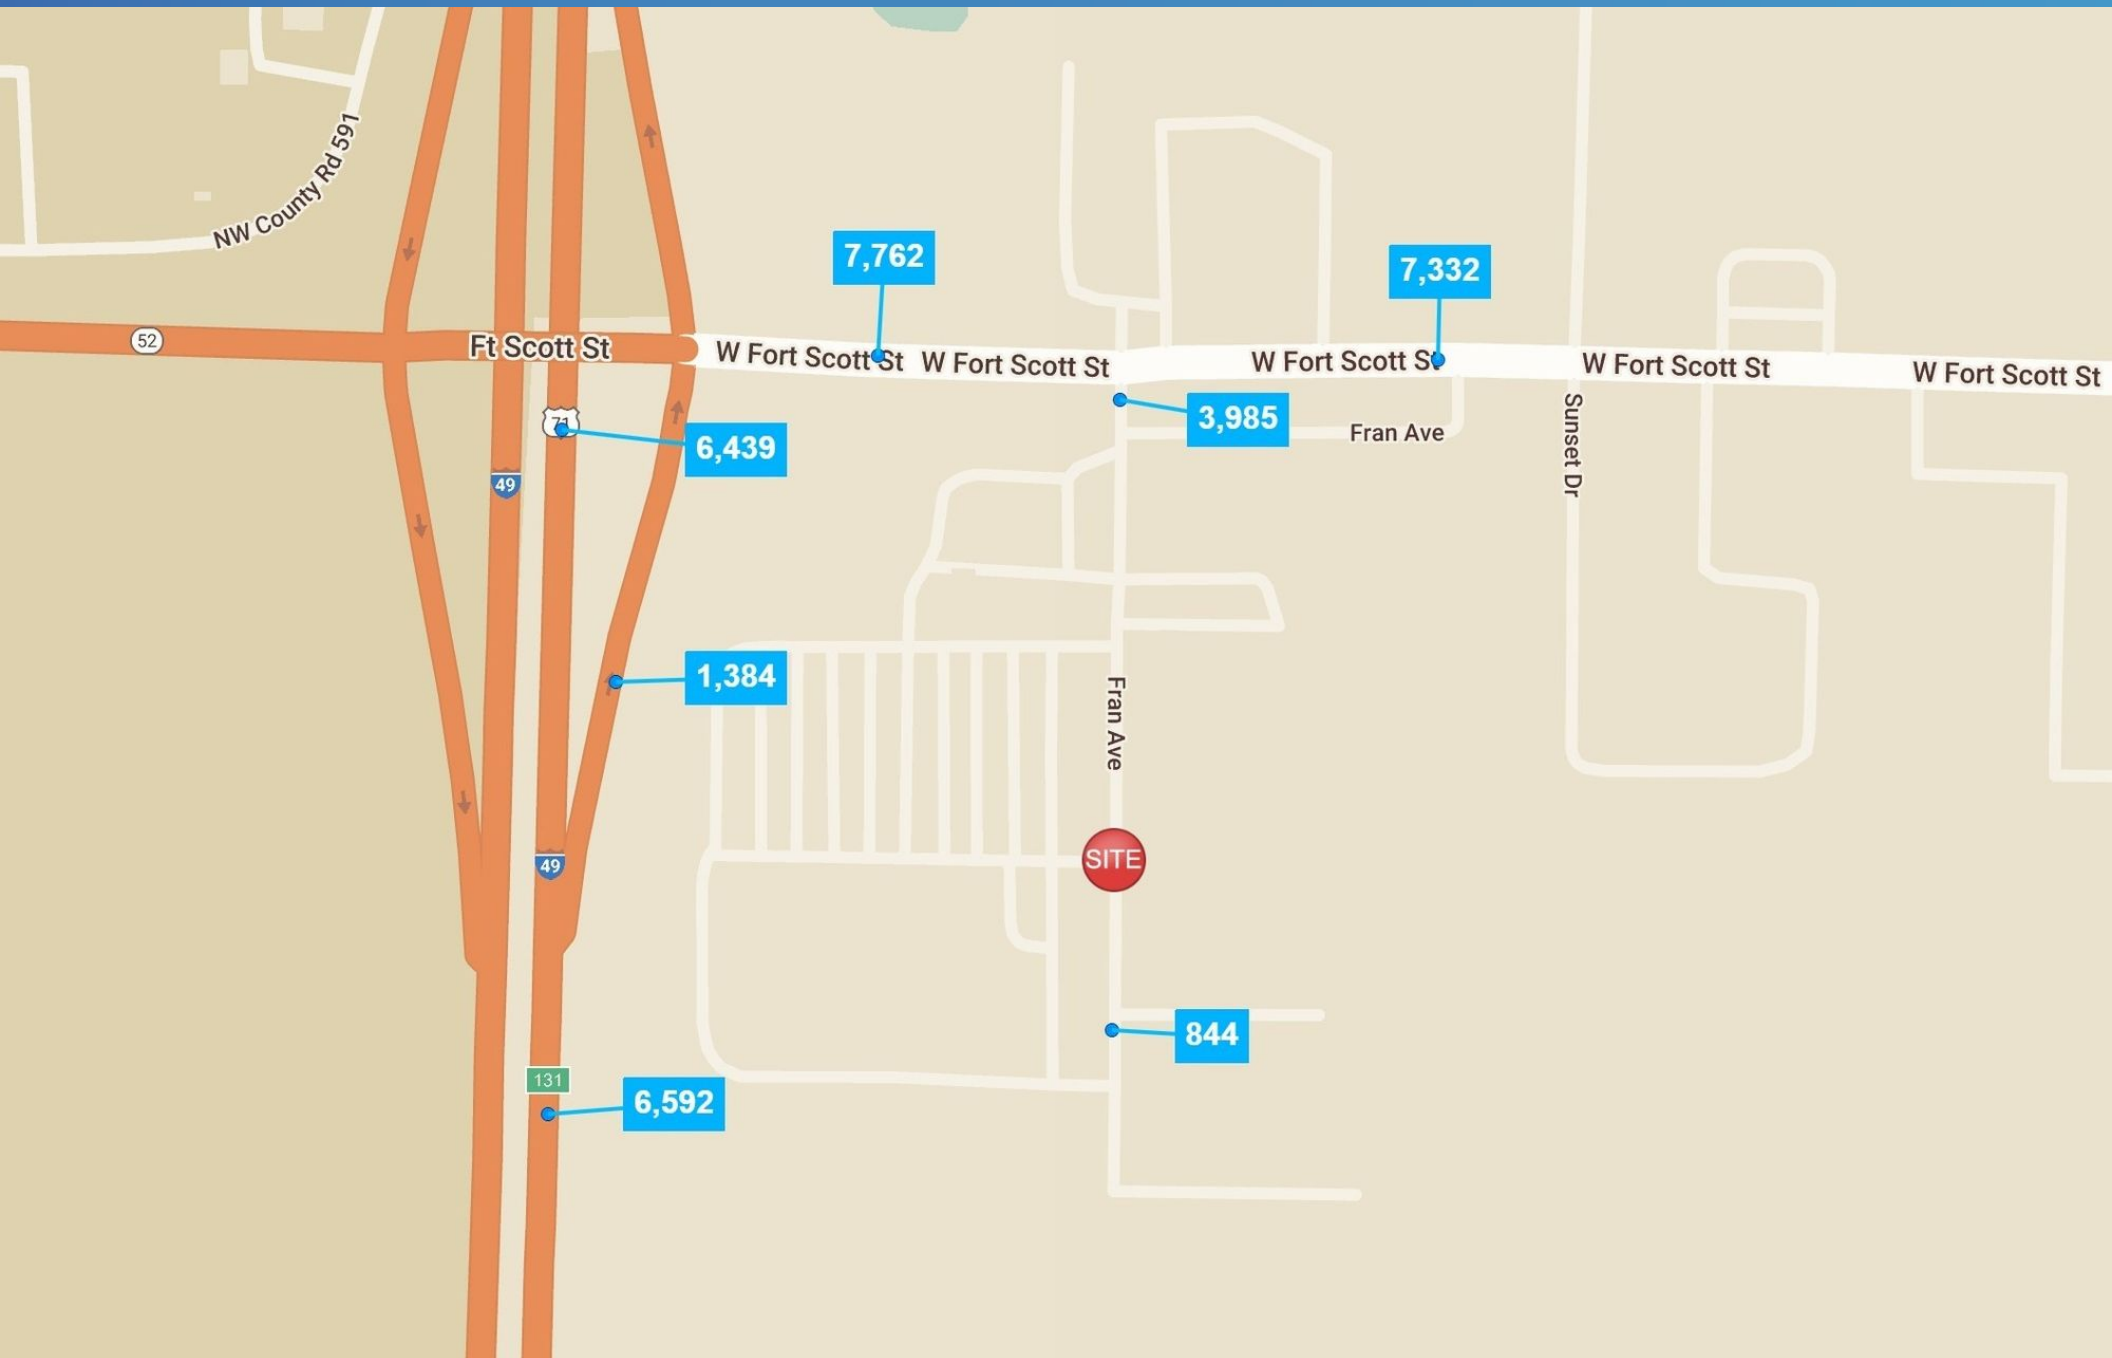 NW County Rd 591
7,762
7,332
52
Ft Scott St
W Fort Scott St
W Fort Scott St
W Fort Scott St
W Fort Scott St
W Fort Scott St
3,985
71
6,439
Fran Ave
Sunset Dr
49
1,384
Fran Ave
SITE
49
844
131
6,592